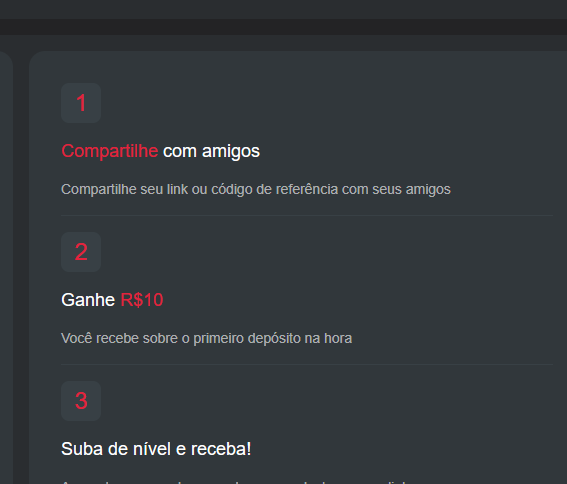 1
Compartilhe com amigos
Compartilhe seu link ou código de referência com seus amigos
2
Ganhe R$10
Você recebe sobre o primeiro depósito na hora
3
Suba de nível e receba!